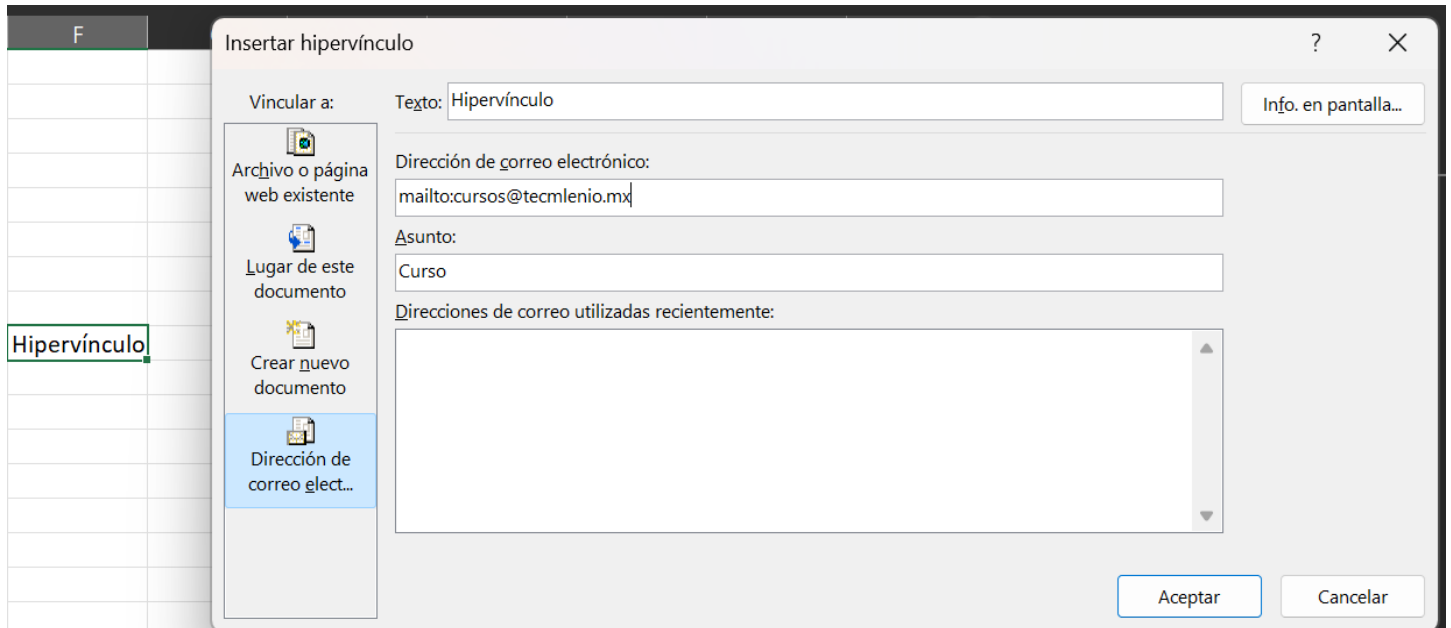 F
Insertar hipervínculo
?
Vincular a:
Texto: Hipervínculo
Info. en pantalla...
Archivo o página
web existente
Dirección de correo electrónico:
mailto:cursos@tecmlenio.mx
Asunto:
Curso
Lugar de este
documento
Direcciones de correo utilizadas recientemente:
Hipervínculo
Crear nuevo
documento
Dirección de
correo elect...
Aceptar
Cancelar